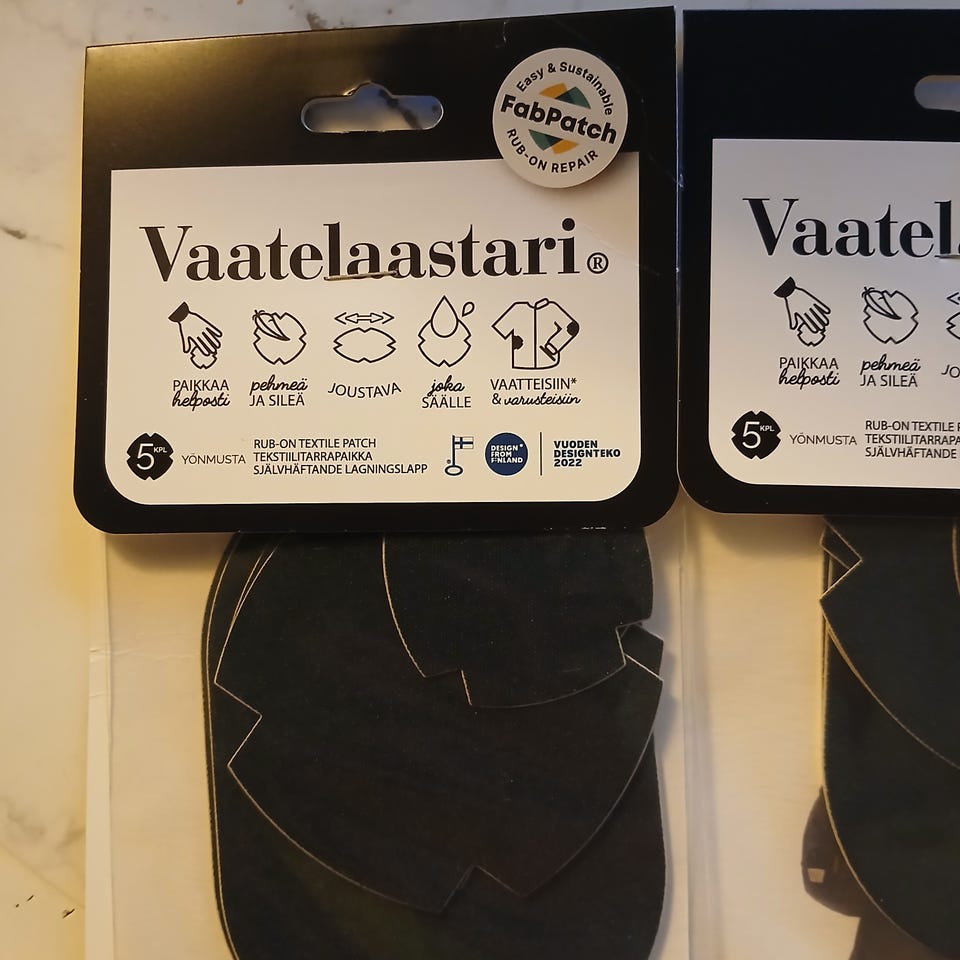 Easy & Sustainable
FabPatch
RUB-ON REPAIR
Vaatelaastari®
PAIKKAA
helposti
pehmeä
JA SILEÄ
JOUSTAVA
joka
SÄÄLLE
VAATTEISIIN*
& varusteisiin
5 KPL
YÖNMUSTA
RUB-ON TEXTILE PATCH
TEKSTIILITARRAPAIKKA
SJÄLVHÄFTANDE LAGNINGSLAPP
DESIGN
FROM
FINLAND
VUODEN
DESIGNTEKO
2022
Vaatel
PAIKKAA
helposti
pehmeä
JA SILEÄ
JO
5 KPL
YÖNMUSTA
RUB-ON TEXTILE P
TEKSTIILITARRAPA
SJÄLVHÄFTANDE